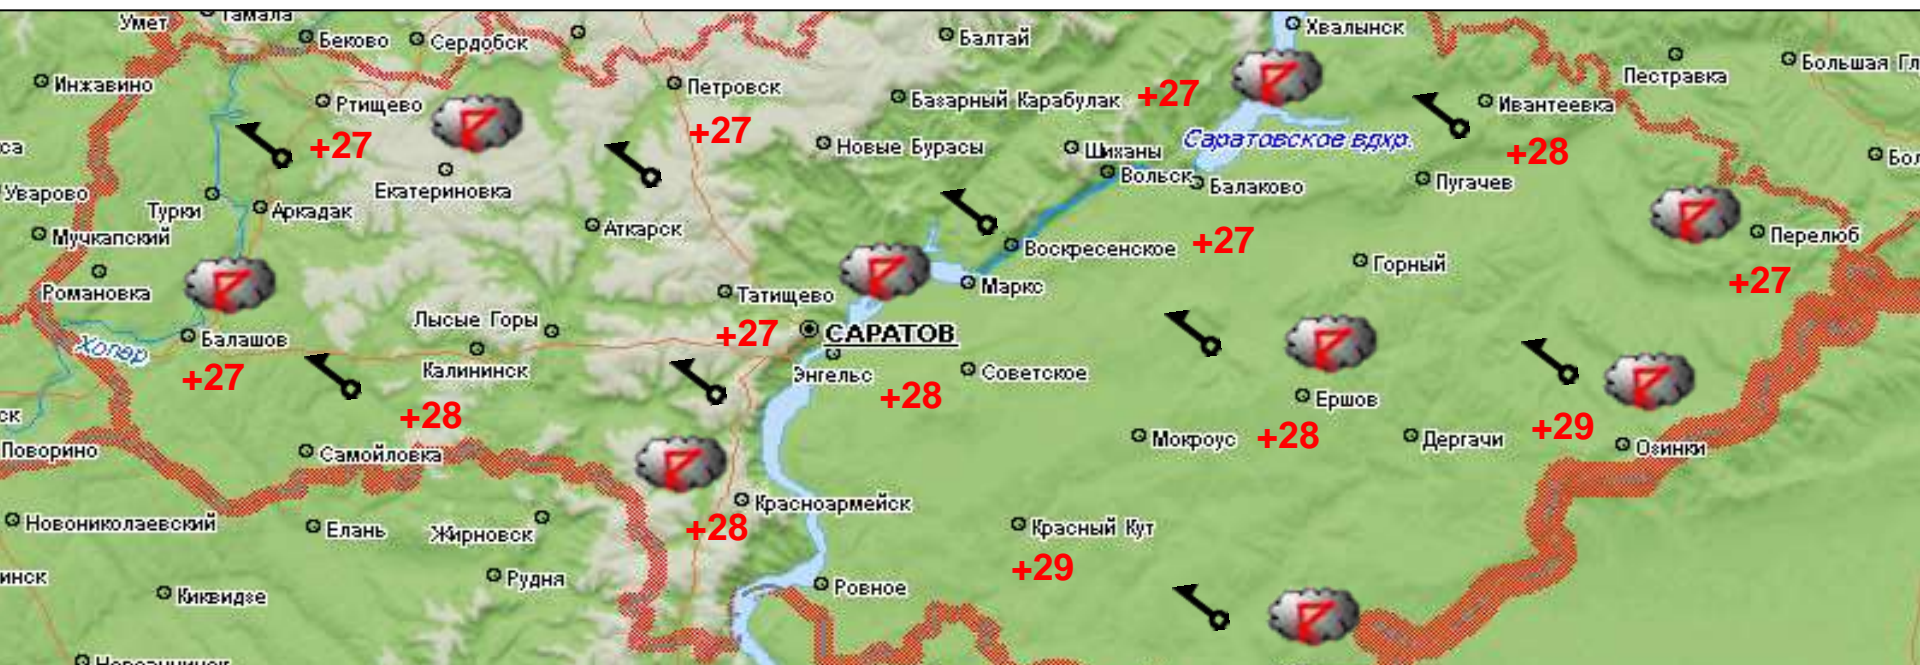 Умет
Тамала
Беково
Сердобск
Балтай
Хвалынск
Пестравка
Инжавино
Ртищево
Петровск
Базарный Карабулак
+27
Ивантеевка
+27
+27
Новые Бурасы
Шиханы
Саратовское вдхр.
+28
Уварово
Екатериновка
Вольск
Балаково
Пугачев
Турки
Аркадак
Аткарск
Мучкапский
Воскресенское
+27
Перелюб
Горный
+27
Романовка
Татищево
Маркс
Лысые Горы
+27
САРАТОВ
Хопер
Балашов
Калининск
Энгельс
Советское
+27
+28
Ершов
+28
+29
Поворино
Самойловка
Мокроус
+28
Дергачи
Озинки
Новониколаевский
Елань
Жирновск
Красноармейск
+28
Красный Кут
+29
Рудня
Киквидзе
Ровное